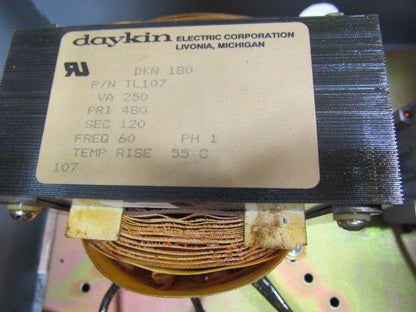 daykin ELECTRIC CORPORATION
LIVONIA, MICHIGAN
DKN 180
P/N TL107
VA 250
PRI 480
SEC 120
FREQ 60 PH 1
TEMP RISE 55 C
107